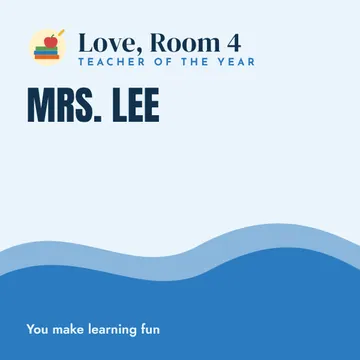 Love, Room 4
TEACHER OF THE YEAR
MRS. LEE
You make learning fun